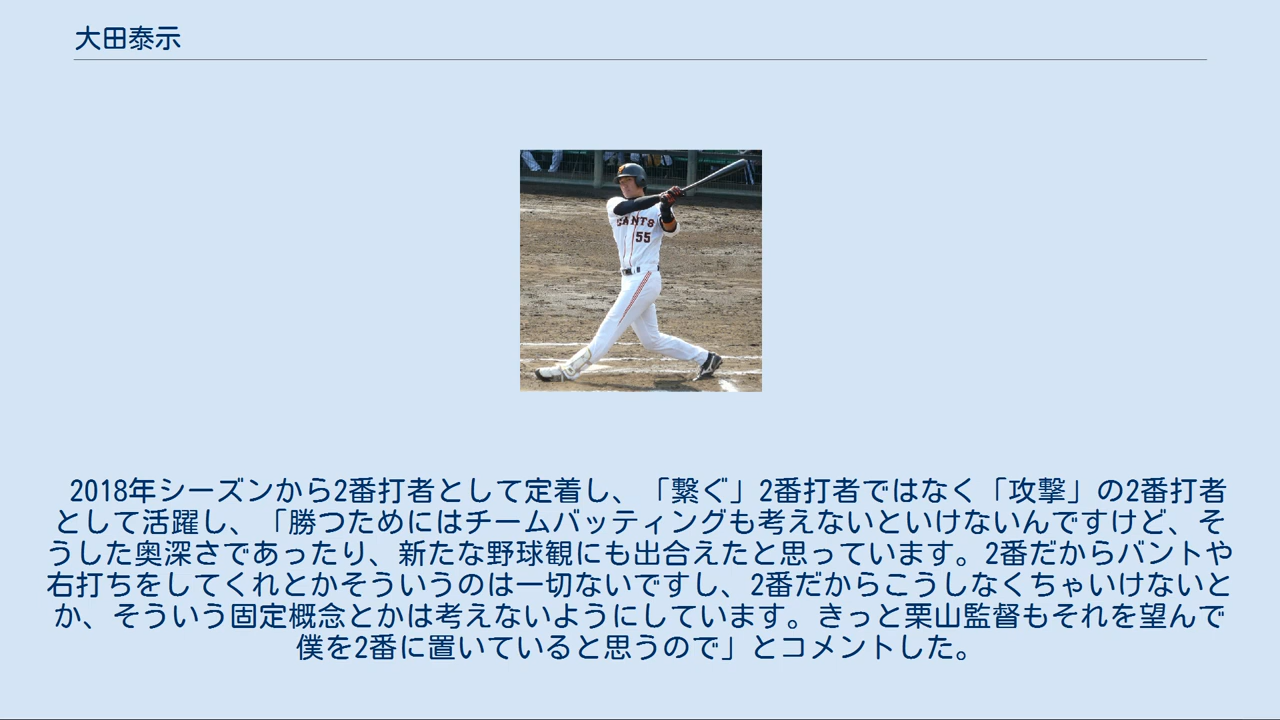 大田泰示
GIANTS
55
2018年シーズンから2番打者として定着し、「繋ぐ」2番打者ではなく「攻撃」の2番打者
として活躍し、「勝つためにはチームバッティングも考えないといけないんですけど、そ
うした奥深さであったり、新たな野球観にも出合えたと思っています。2番だからバントや
右打ちをしてくれとかそういうのは一切ないですし、2番だからこうしなくちゃいけないと
か、そういう固定概念とかは考えないようにしています。きっと栗山監督もそれを望んで
僕を2番に置いていると思うので」とコメントした。